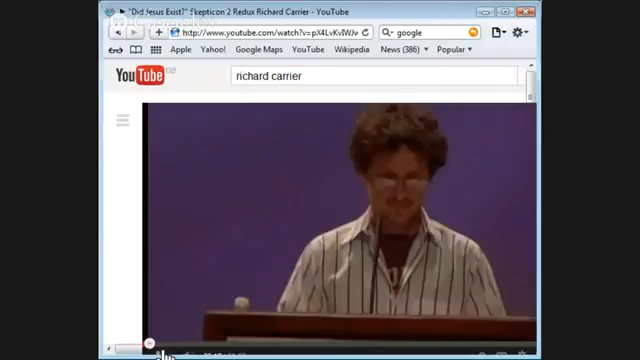 "Did Jesus Exist?" Skepticon 2 Redux Richard Carrier - YouTube
http://www.youtube.com/watch?v=pX4LvKvIWJw
google
Apple Yahoo! Google Maps YouTube Wikipedia News (386) Popular
YouTube
richard carrier